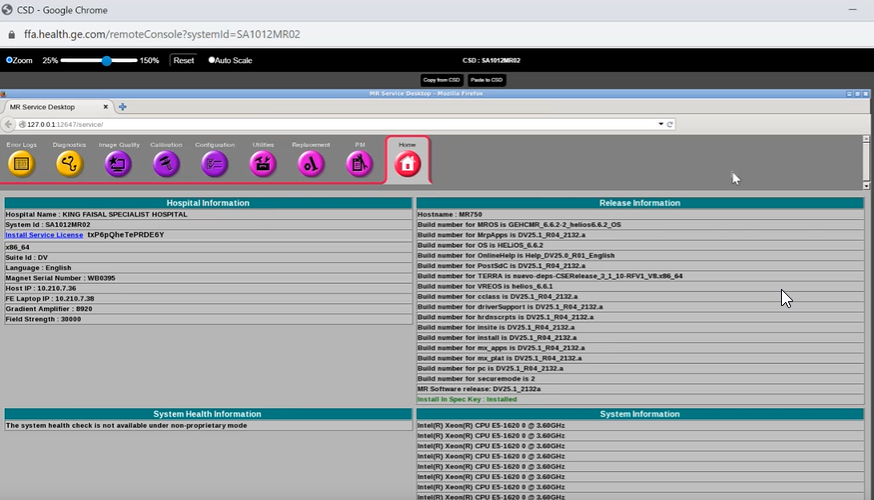 CSD - Google Chrome
ffa.health.ge.com/remoteConsole?systemId=SA1012MR02
Zoom 25% 150% Reset Auto Scale CSD : SA1012MR02
Copy from CSD Paste to CSD
MR Service Desktop - Mozilla Firefox
MR Service Desktop
127.0.0.1:12647/service/
Error Logs Diagnostics Image Quality Calibration Configuration Utilities Replacement PM Home
Hospital Information
Hospital Name : KING FAISAL SPECIALIST HOSPITAL
System Id : SA1012MR02
Install Service License txP6pQheTePRDE6Y
x86_64
Suite Id : DV
Language : English
Magnet Serial Number : WB0395
Host IP : 10.210.7.36
FE Laptop IP : 10.210.7.38
Gradient Amplifier : 8920
Field Strength : 30000
Release Information
Hostname : MR750
Build number for MROS is GEHCMR_6.6.2-2_helios6.6.2_OS
Build number for MrpApps is DV25.1_R04_2132.a
Build number for OS is HELiOS_6.6.2
Build number for OnlineHelp is Help_DV25.0_R01_English
Build number for PostSdC is DV25.1_R04_2132.a
Build number for TERRA is nuevo-deps-CSERelease_3_1_10-RFV1_V8.x86_64
Build number for VREOS is helios_6.6.1
Build number for cclass is DV25.1_R04_2132.a
Build number for driverSupport is DV25.1_R04_2132.a
Build number for hrdnscrpts is DV25.1_R04_2132.a
Build number for insite is DV25.1_R04_2132.a
Build number for install is DV25.1_R04_2132.a
Build number for mx_apps is DV25.1_R04_2132.a
Build number for mx_plat is DV25.1_R04_2132.a
Build number for pc is DV25.1_R04_2132.a
Build number for securemode is 2
MR Software release: DV25.1_2132a
Install In Spec Key : Installed
System Health Information
The system health check is not available under non-proprietary mode
System Information
Intel(R) Xeon(R) CPU E5-1620 0 @ 3.60GHz
Intel(R) Xeon(R) CPU E5-1620 0 @ 3.60GHz
Intel(R) Xeon(R) CPU E5-1620 0 @ 3.60GHz
Intel(R) Xeon(R) CPU E5-1620 0 @ 3.60GHz
Intel(R) Xeon(R) CPU E5-1620 0 @ 3.60GHz
Intel(R) Xeon(R) CPU E5-1620 0 @ 3.60GHz
Intel(R) Xeon(R) CPU E5-1620 0 @ 3.60GHz
Intel(R) Xeon(R) CPU E5-1620 0 @ 3.60GHz